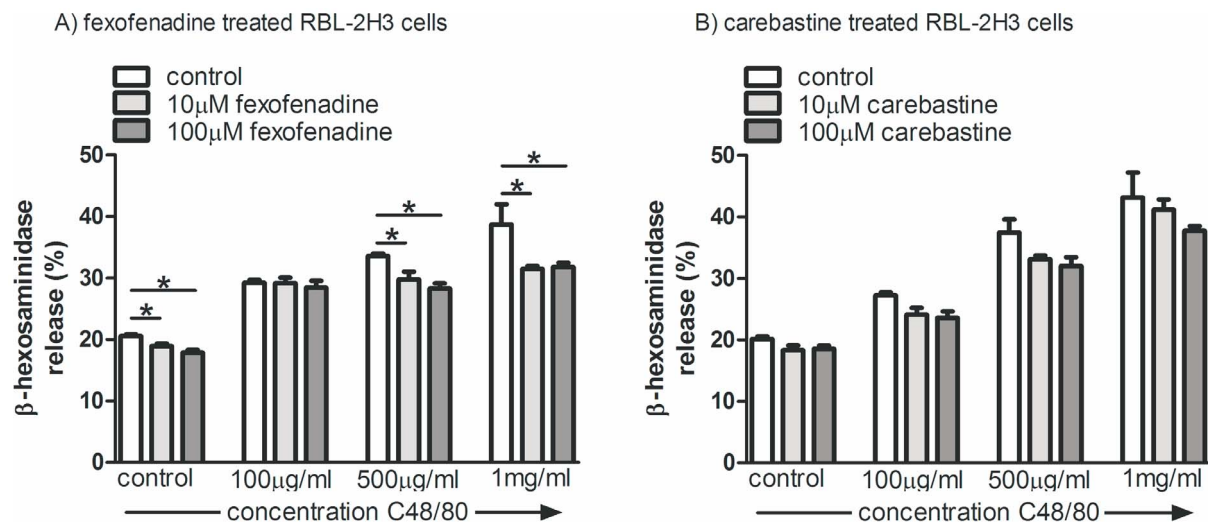 A) fexofenadine treated RBL-2H3 cells
control
10μM fexofenadine
100μM fexofenadine
β-hexosaminidase
release (%)
50
40
30
20
10
0
*
*
*
*
*
*
control 100μg/ml 500μg/ml 1mg/ml
concentration C48/80
B) carebastine treated RBL-2H3 cells
control
10μM carebastine
100μM carebastine
β-hexosaminidase
release (%)
50
40
30
20
10
0
control 100μg/ml 500μg/ml 1mg/ml
concentration C48/80